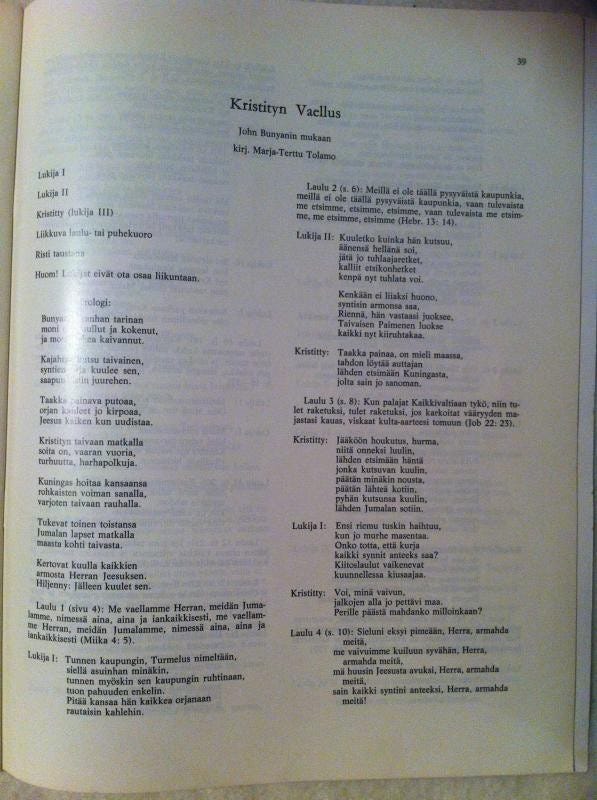 39
Kristityn Vaellus
John Bunyanin mukaan
kirj. Marja-Terttu Tolamo
Lukija I
Lukija II
Kristitty (lukija III)
Liikkuva laulu- tai puhekuoro
Risti taustana
Huom! Lukijat eivät ota osaa liikuntaan.
Prologi:
Bunyanin vanhan tarinan
moni kuullut ja kokenut,
ja kaivannut.
Kajahtaa kutsu taivainen,
kuulee sen,
ristin juurehen.
Taakka painava putoaa,
orjan kahleet jo kirpoaa,
Jeesus kaiken kun uudistaa.
Kristityn taivaan matkalla
soita on, vaaran vuoria,
turhuutta, harhapolkuja.
Kuningas hoitaa kansaansa
rohkaisten voiman sanalla,
varjoten taivaan rauhalla.
Tukevat toinen toistansa
Jumalan lapset matkalla
maasta kohti taivasta.
Kertovat kuulla kaikkien
armosta Herran Jeesuksen.
Hiljenny: Jälleen kuulet sen.
Laulu 1 (sivu 4): Me vaellamme Herran, meidän Juma-
lamme, nimessä aina, aina ja iankaikkisesti, me vaellam-
me Herran, meidän Jumalamme, nimessä aina, aina ja
iankaikkisesti (Miika 4: 5).
Lukija I: Tunnen kaupungin, Turmelus nimeltään,
siellä asuinhan minäkin,
tunnen myöskin sen kaupungin ruhtinaan,
tuon pahuuden enkelin.
Pitää kansaa hän kaikkea orjanaan
rautaisin kahlehin.
Laulu 2 (s. 6): Meillä ei ole täällä pysyväistä kaupunkia,
meillä ei ole täällä pysyväistä kaupunkia, vaan tulevaista
me etsimme, etsimme, etsimme, vaan tulevaista me etsim-
me, me etsimme, etsimme (Hebr. 13: 14).
Lukija II: Kuuletko kuinka hän kutsuu,
äänensä hellänä soi,
jätä jo tuhlaajaretket,
kalliit etsikonhetket
kenpä nyt tuhlata voi.
Kenkään ei liiaksi huono,
syntisin armonsa saa,
Riennä, hän vastaasi juoksee,
Taivaisen Paimenen luokse
kaikki nyt kiiruhtakaa.
Kristitty: Taakka painaa, on mieli maassa,
tahdon löytää auttajan
lähden etsimään Kuningasta,
jolta sain jo sanoman.
Laulu 3 (s. 8): Kun palajat Kaikkivaltiaan tykö, niin tu-
let raketuksi, tulet raketuksi, jos karkoitat vääryyden ma-
jastasi kauas, viskaat kulta-aarteesi tomuun (Job 22: 23).
Kristitty: Jääköön houkutus, hurma,
niitä onneksi luulin,
lähden etsimään häntä
jonka kutsuvan kuulin,
päätän minäkin nousta,
päätän lähteä kotiin,
pyhän kutsunsa kuulin,
lähden Jumalan sotiin.
Lukija I: Ensi riemu tuskin haihtuu,
kun jo murhe masentaa.
Onko totta, että kurja
kaikki synnit anteeks saa?
Kiitoslaulut vaikenevat
kuunnellessa kiusaajaa.
Kristitty: Voi, minä vaivun,
jalkojen alla jo pettävi maa.
Perille päästä mahdanko milloinkaan?
Laulu 4 (s. 10): Sieluni eksyi pimeään, Herra, armahda
meitä,
me vaivuimme kuiluun syvähän, Herra,
armahda meitä,
mä huusin Jeesusta avuksi, Herra, armahda
meitä,
sain kaikki syntini anteeksi, Herra, armahda
meitä!